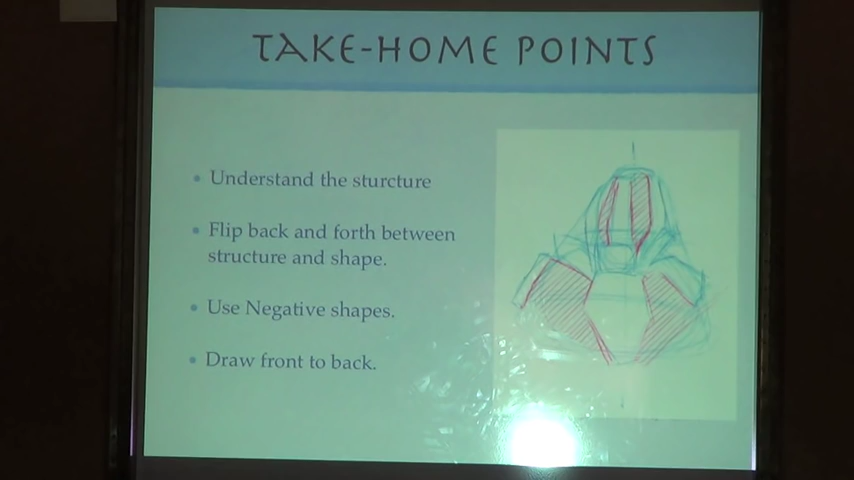 TAKE-HOME POINTS
• Understand the sturcture
• Flip back and forth between
structure and shape.
• Use Negative shapes.
• Draw front to back.